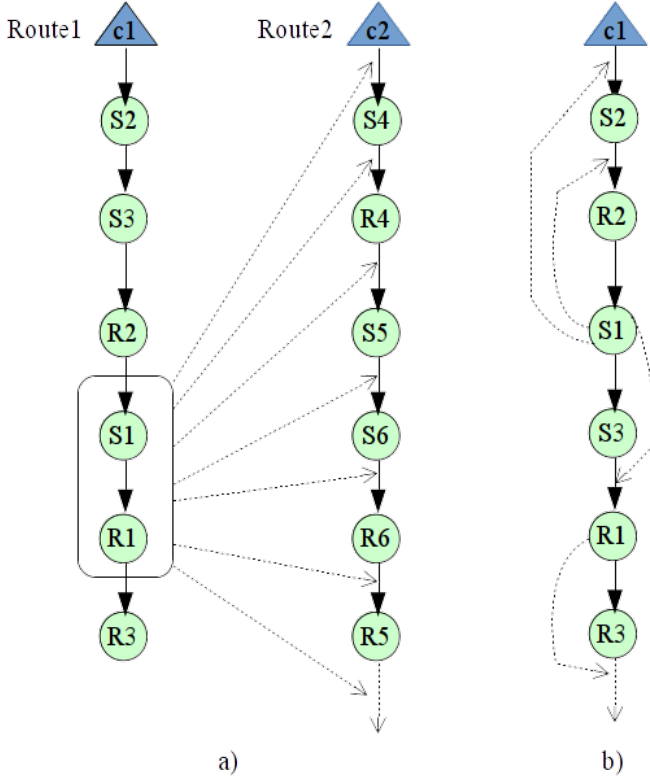 Route1
c1
S2
S3
R2
S1
R1
R3
Route2
c2
S4
R4
S5
S6
R6
R5
a)
c1
S2
R2
S1
S3
R1
R3
b)